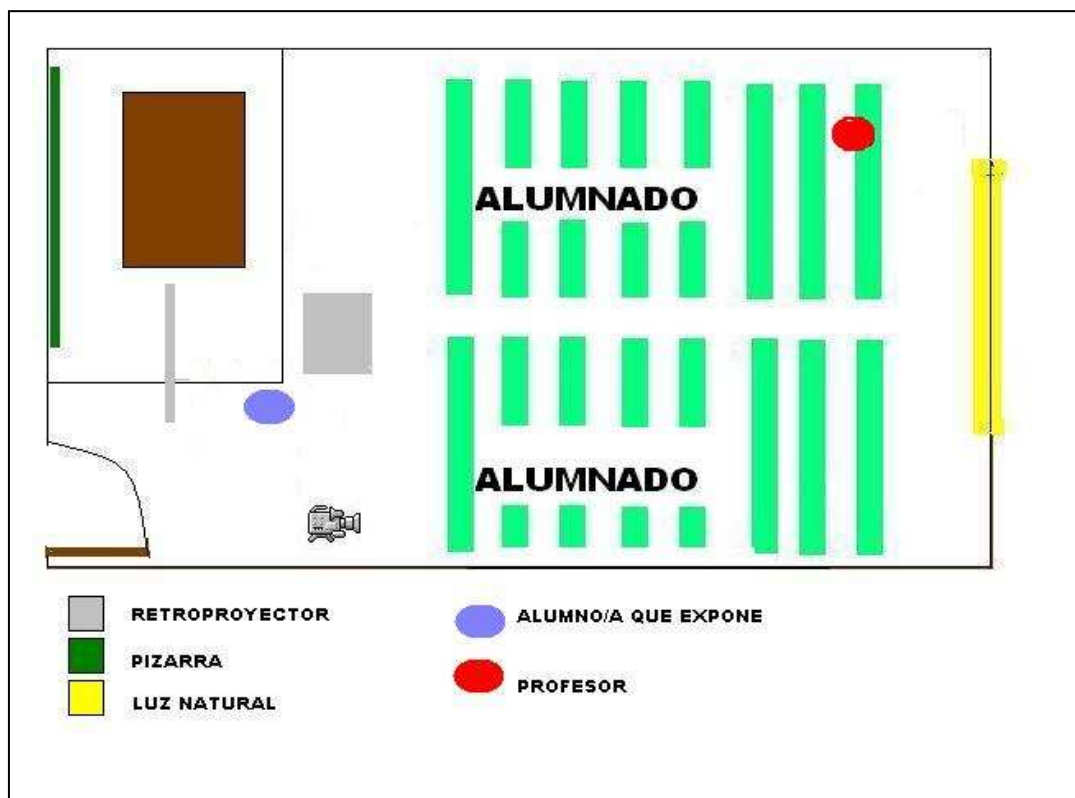 ALUMNADO
ALUMNADO
RETROPROYECTOR
PIZARRA
LUZ NATURAL
ALUMNO/A QUE EXPONE
PROFESOR